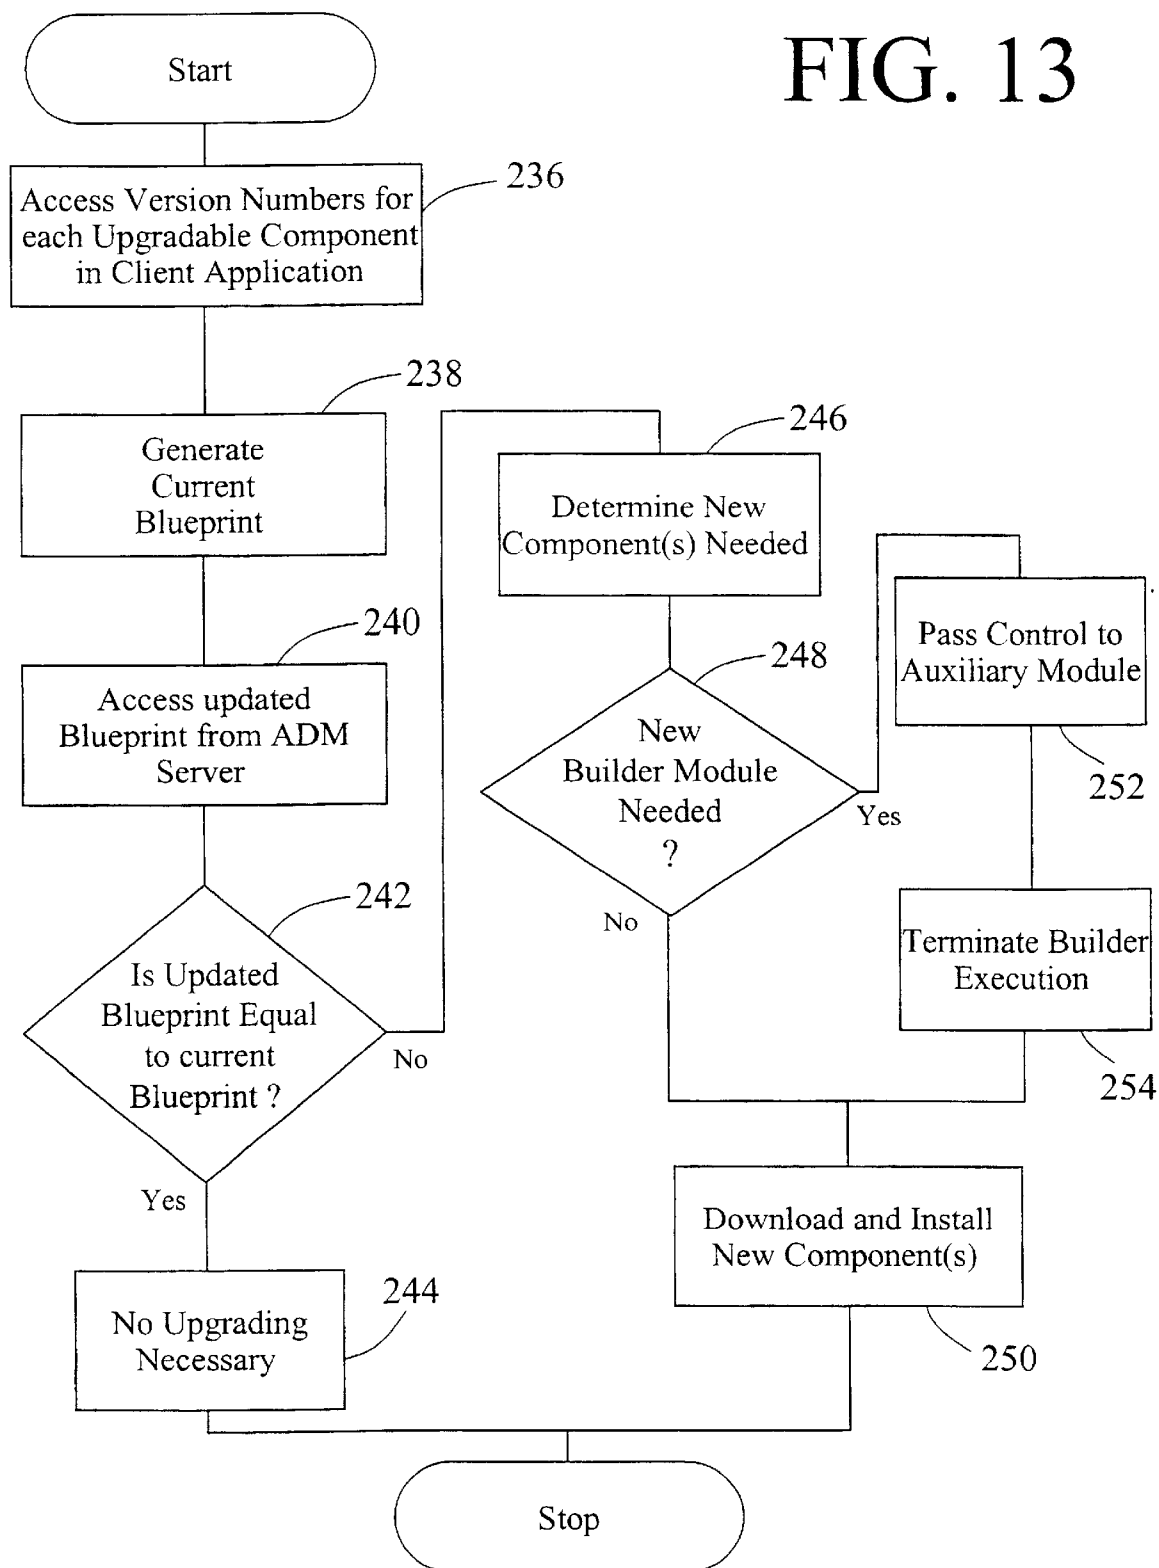 FIG. 13
Start
236
Access Version Numbers for
each Upgradable Component
in Client Application
238
Generate
Current
Blueprint
240
Access updated
Blueprint from ADM
Server
242
Is Updated
Blueprint Equal
to current
Blueprint ?
No
Yes
244
No Upgrading
Necessary
246
Determine New
Component(s) Needed
248
New
Builder Module
Needed
?
Yes
No
Pass Control to
Auxiliary Module
252
Terminate Builder
Execution
254
Download and Install
New Component(s)
250
Stop